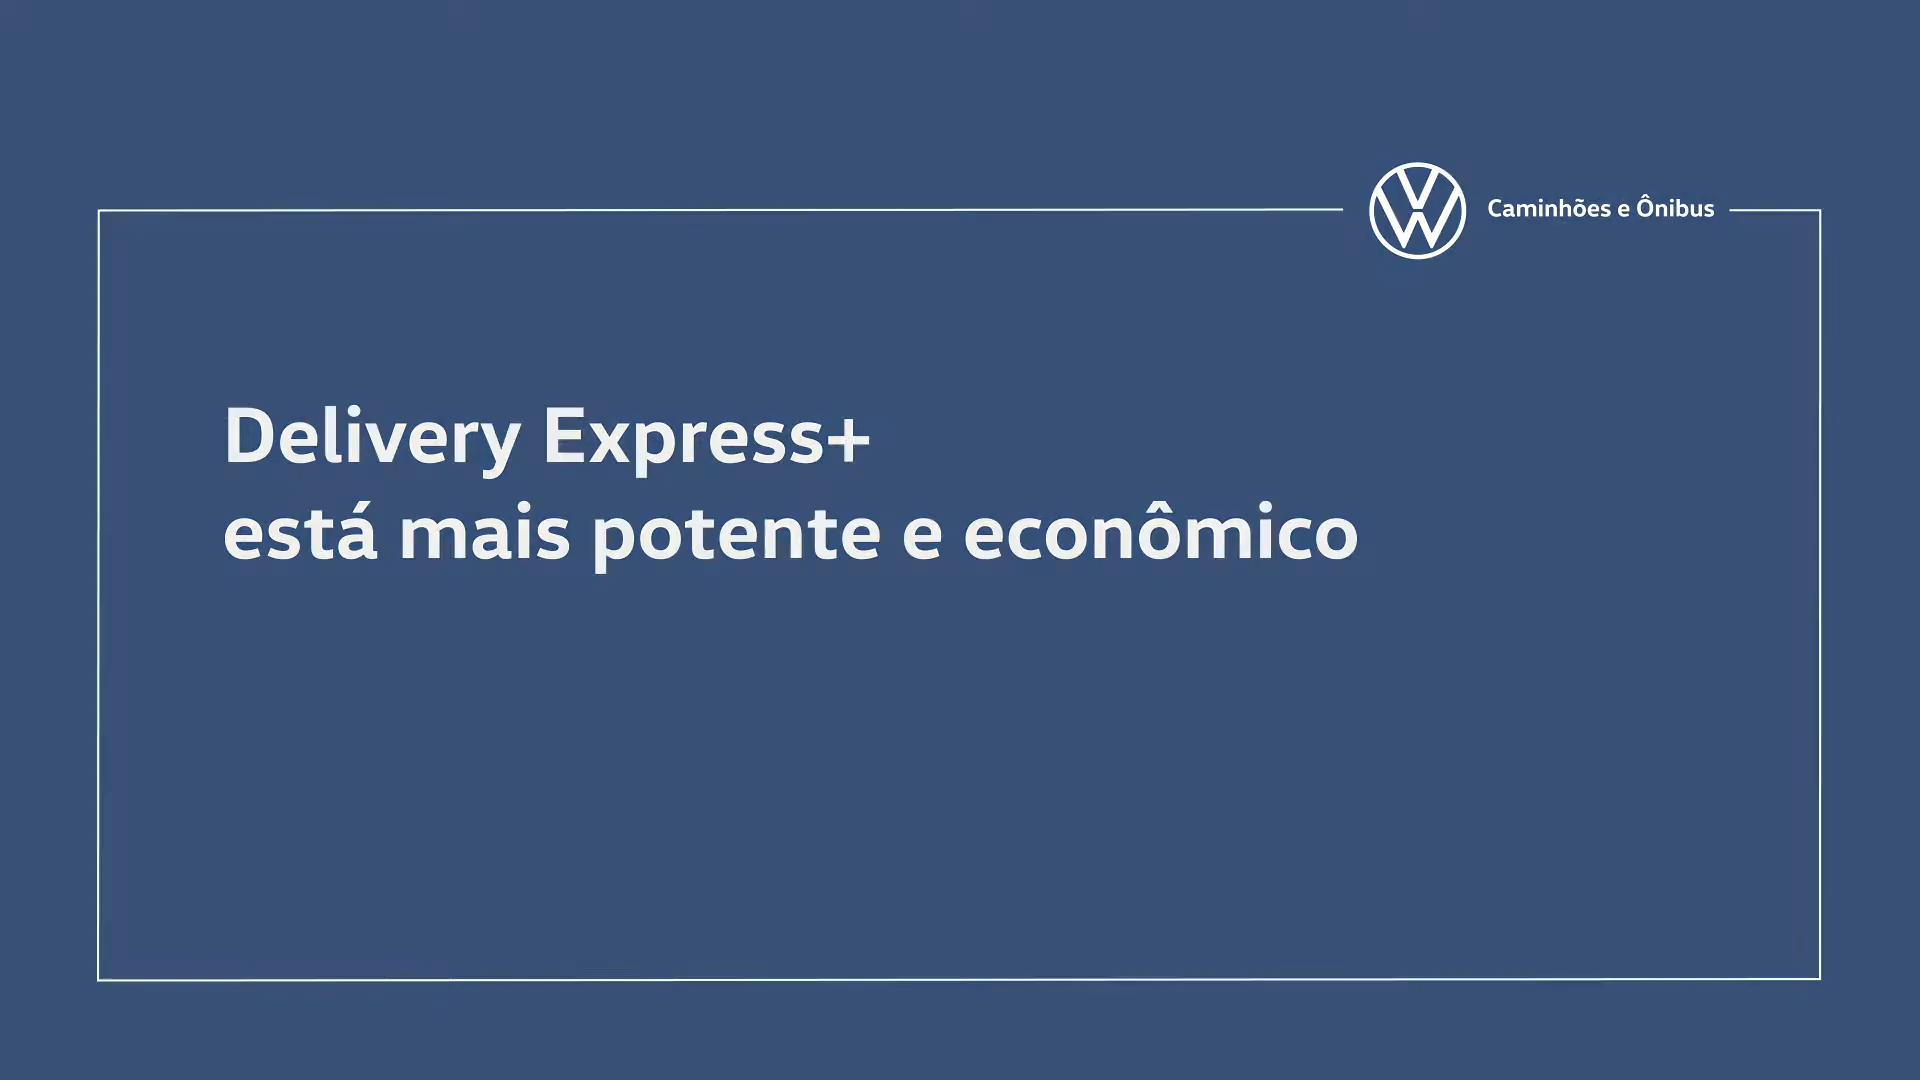 Caminhões e Ônibus
Delivery Express+
está mais potente e econômico